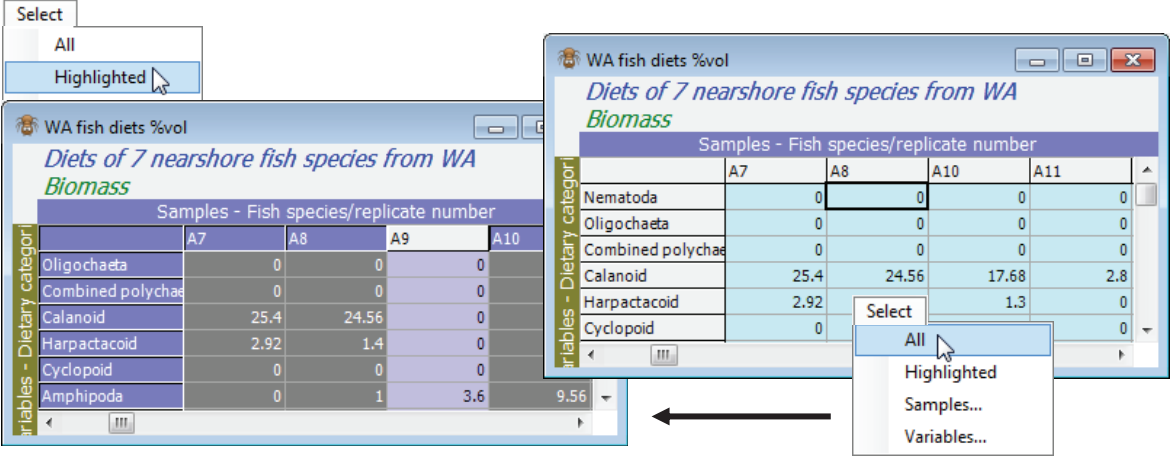 Select
All
Highlighted
WA fish diets %vol
Diets of 7 nearshore fish species from WA
Biomass
Samples - Fish species/replicate number
A7 A8 A9 A10
Oligochaeta 0 0 0
Combined polychae 0 0 0
Calanoid 25.4 24.56 0
Harpactacoid 2.92 1.4 0
Cyclopoid 0 0 0
Amphipoda 0 1 3.6 9.56
ariables - Dietary categori
WA fish diets %vol
Diets of 7 nearshore fish species from WA
Biomass
Samples - Fish species/replicate number
A7 A8 A10 A11
Nematoda 0 0 0 0
Oligochaeta 0 0 0 0
Combined polychae 0 0 0 0
Calanoid 25.4 24.56 17.68 2.8
Harpactacoid 2.92 1.3 0
Cyclopoid 0 0
riables - Dietary categori
Select
All
Highlighted
Samples...
Variables...